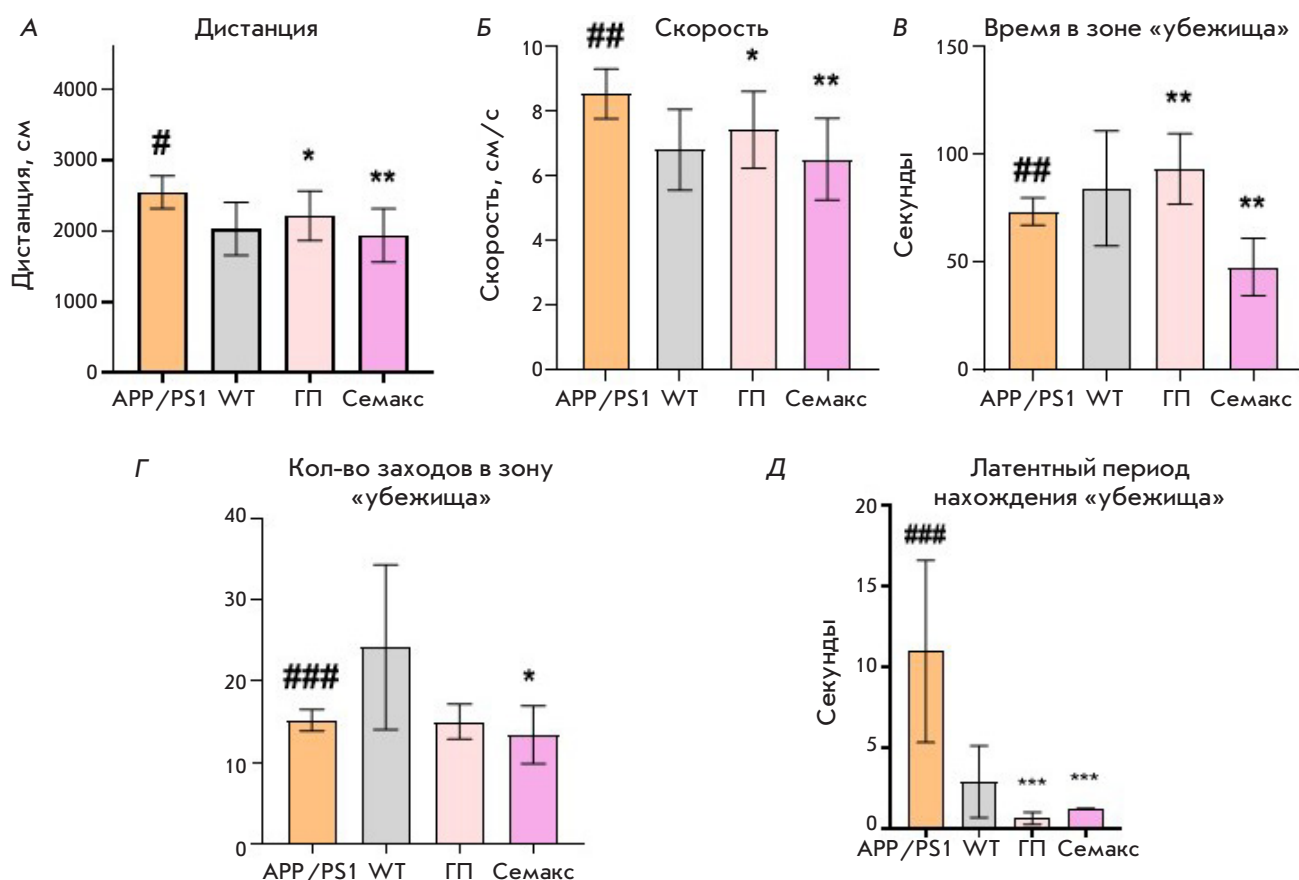 А Дистанция
Дистанция, см
4000
3000
2000
1000
0
# * **
APP/PS1 WT ГП Семакс
Б Скорость
Скорость, см/с
10
8
6
4
2
0
## * **
APP/PS1 WT ГП Семакс
В Время в зоне «убежища»
Секунды
150
100
50
0
## ** **
APP/PS1 WT ГП Семакс
Г Кол-во заходов в зону
«убежища»
40
30
20
10
0
### *
APP/PS1 WT ГП Семакс
Д Латентный период
нахождения «убежища»
Секунды
20
15
10
5
0
### *** ***
APP/PS1 WT ГП Семакс